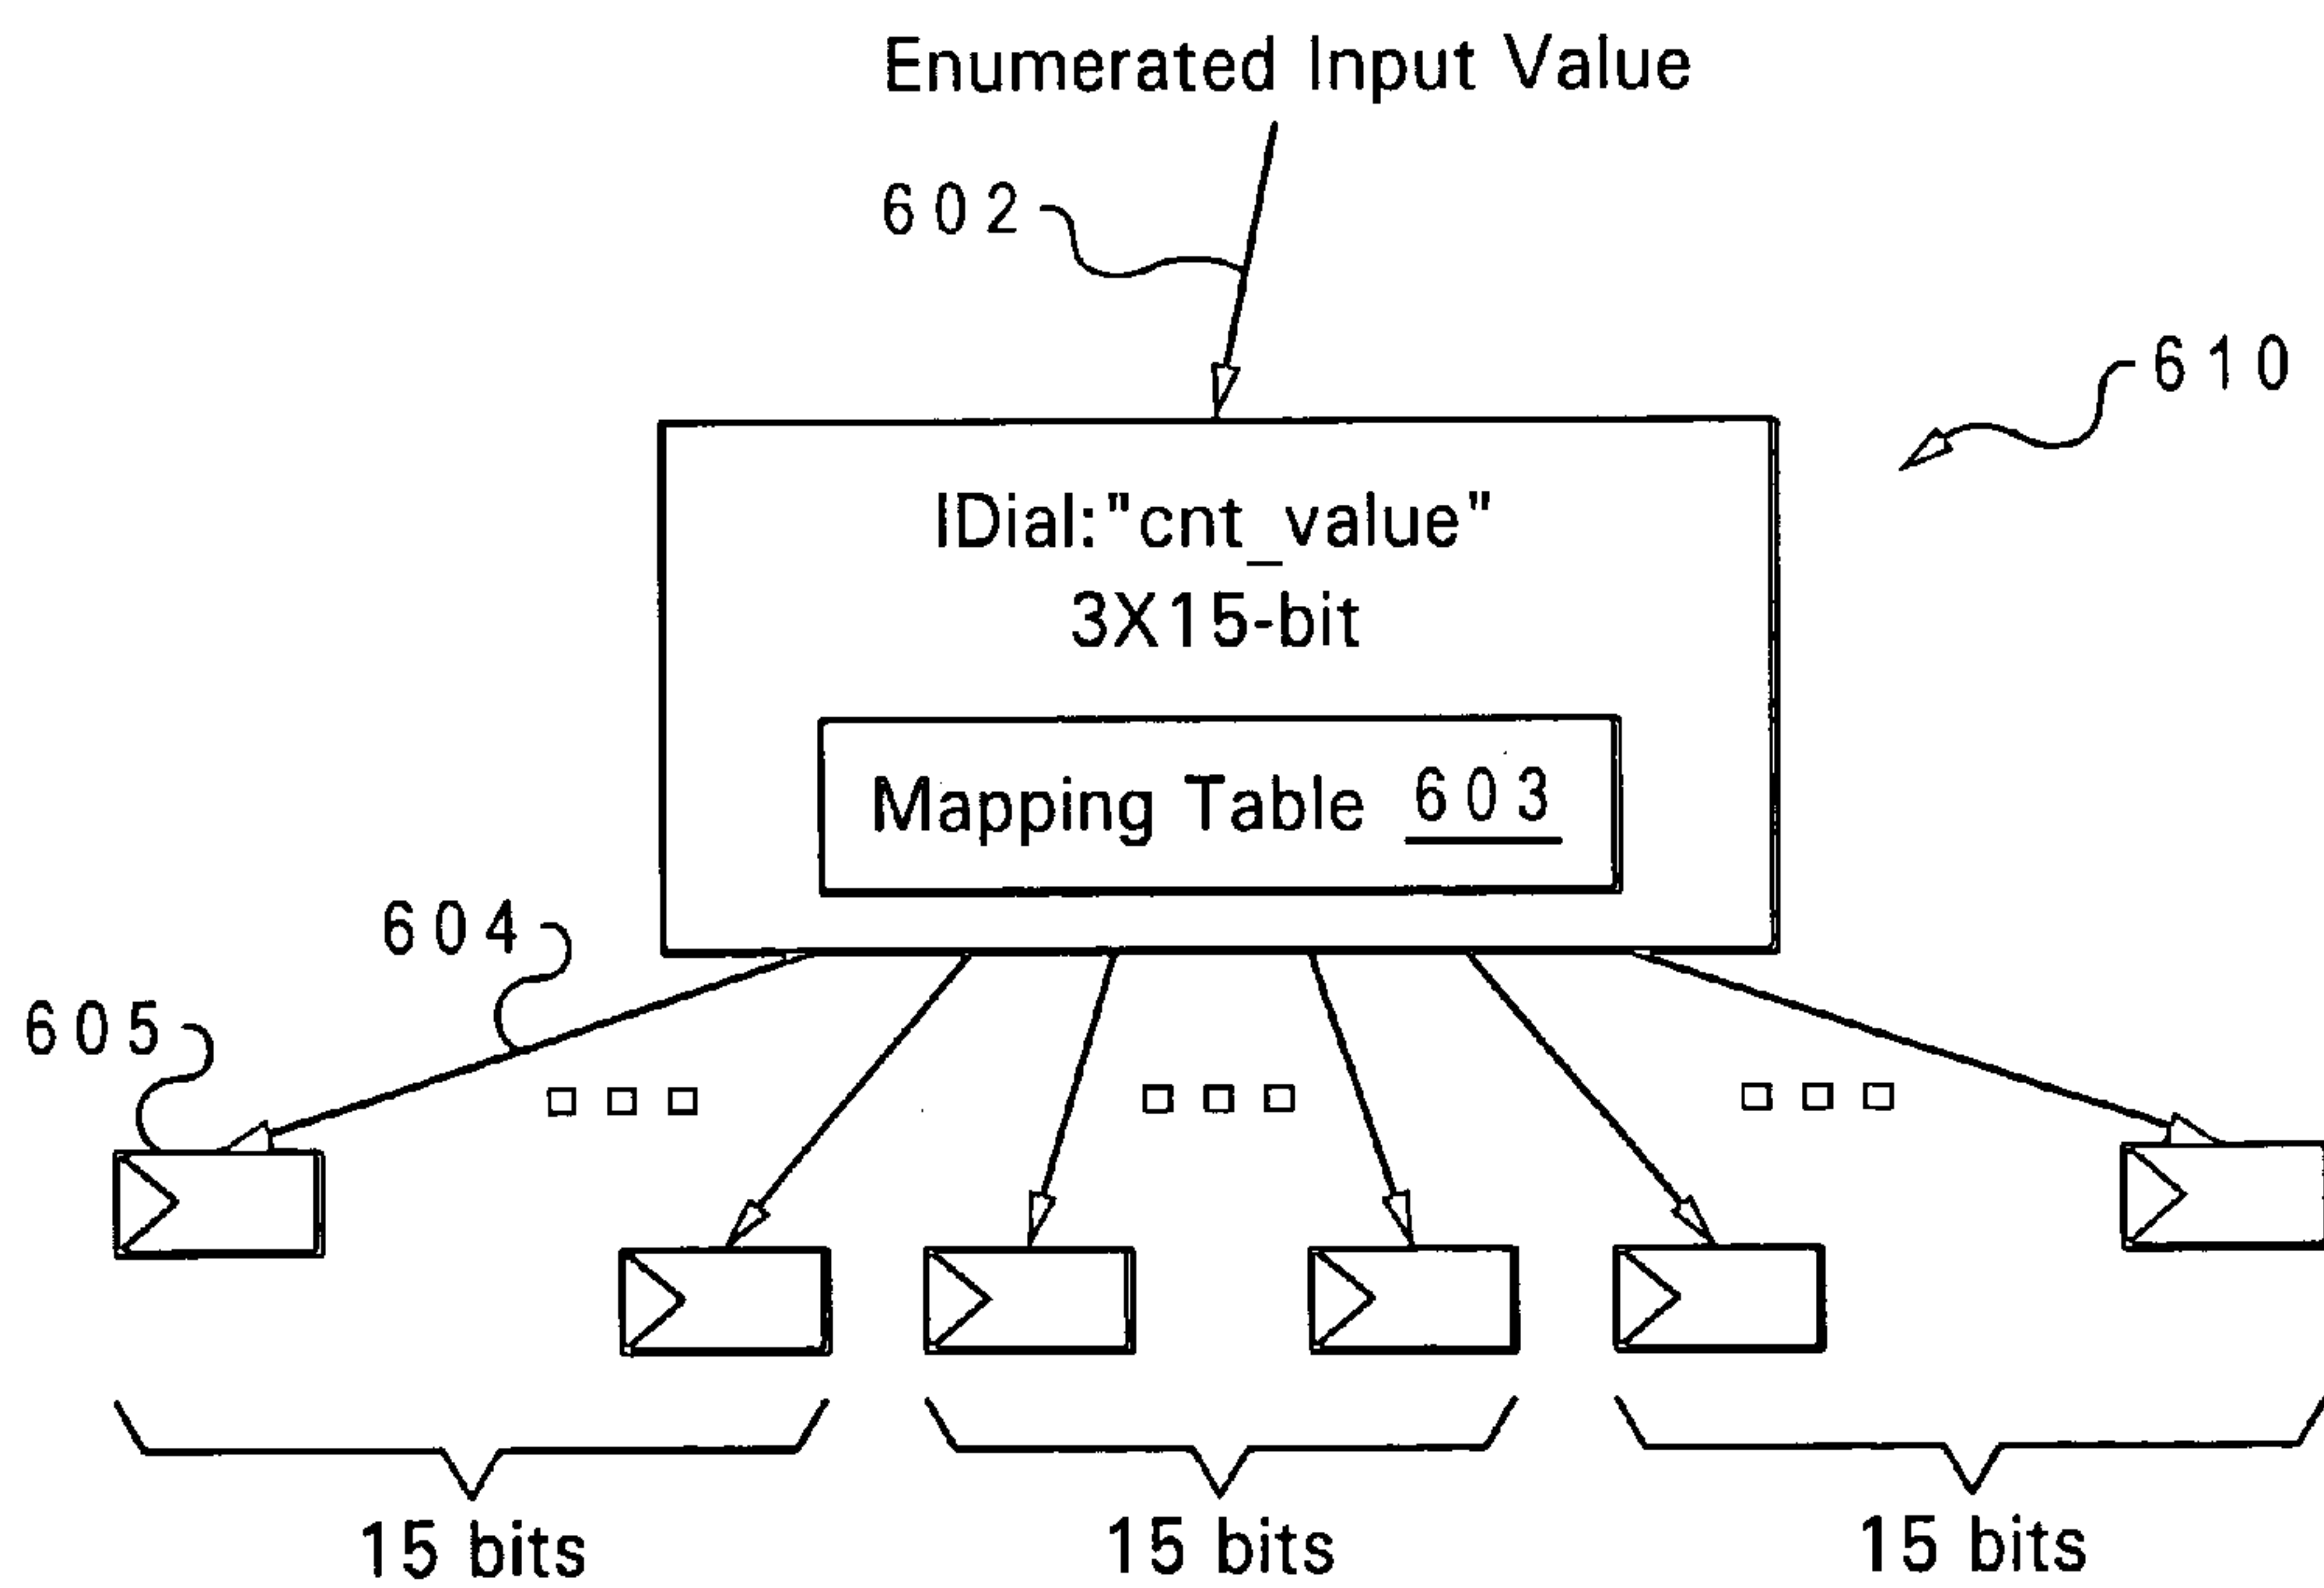 Enumerated Input Value
602
610
IDial:"cnt_value"
3X15-bit
Mapping Table 603
604
605
15 bits
15 bits
15 bits